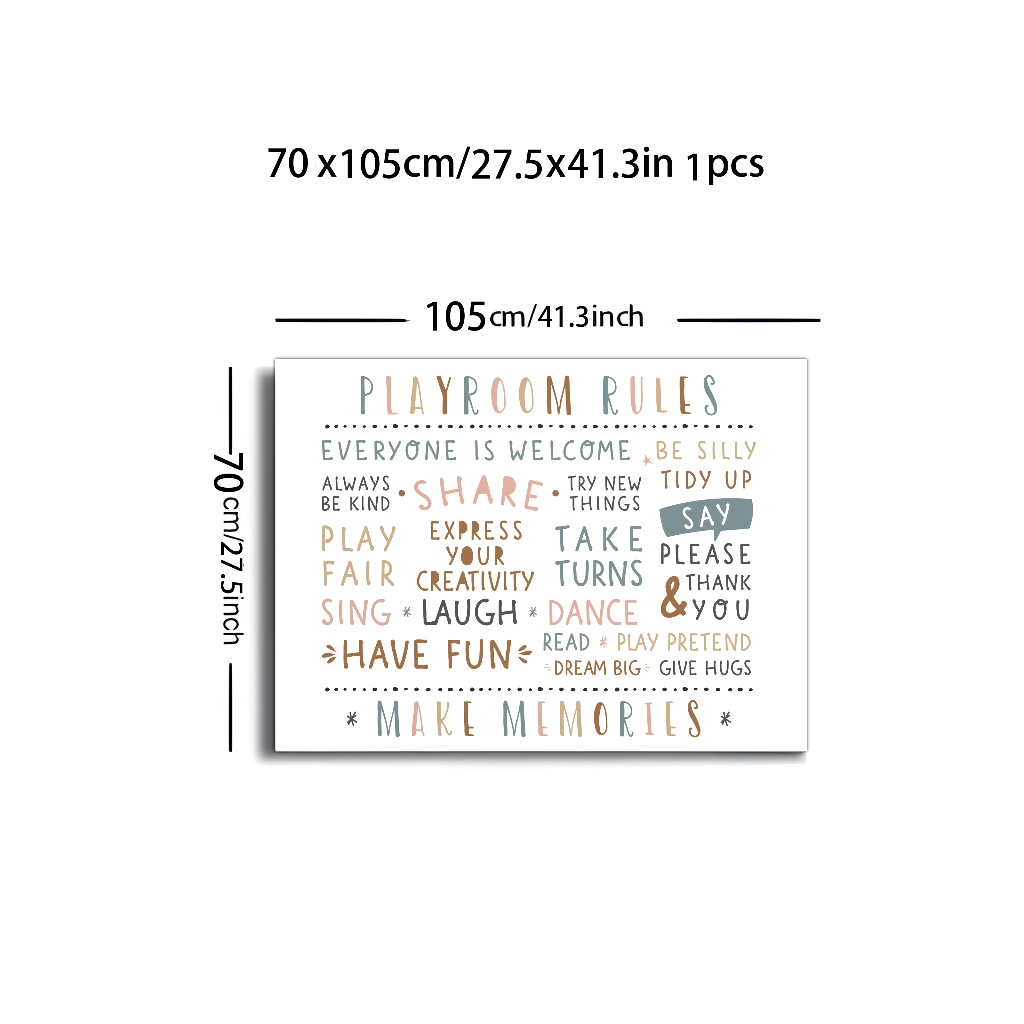 70 x105cm/27.5x41.3in 1pcs
105cm/41.3inch
70cm/27.5inch
PLAYROOM RULES
EVERYONE IS WELCOME
BE SILLY
TIDY UP
ALWAYS
BE KIND
• SHARE •
TRY NEW
THINGS
SAY
PLEASE
& THANK
YOU
PLAY
FAIR
EXPRESS
YOUR
CREATIVITY
TAKE
TURNS
SING * LAUGH * DANCE
HAVE FUN
READ * PLAY PRETEND
DREAM BIG
GIVE HUGS
* MAKE MEMORIES *